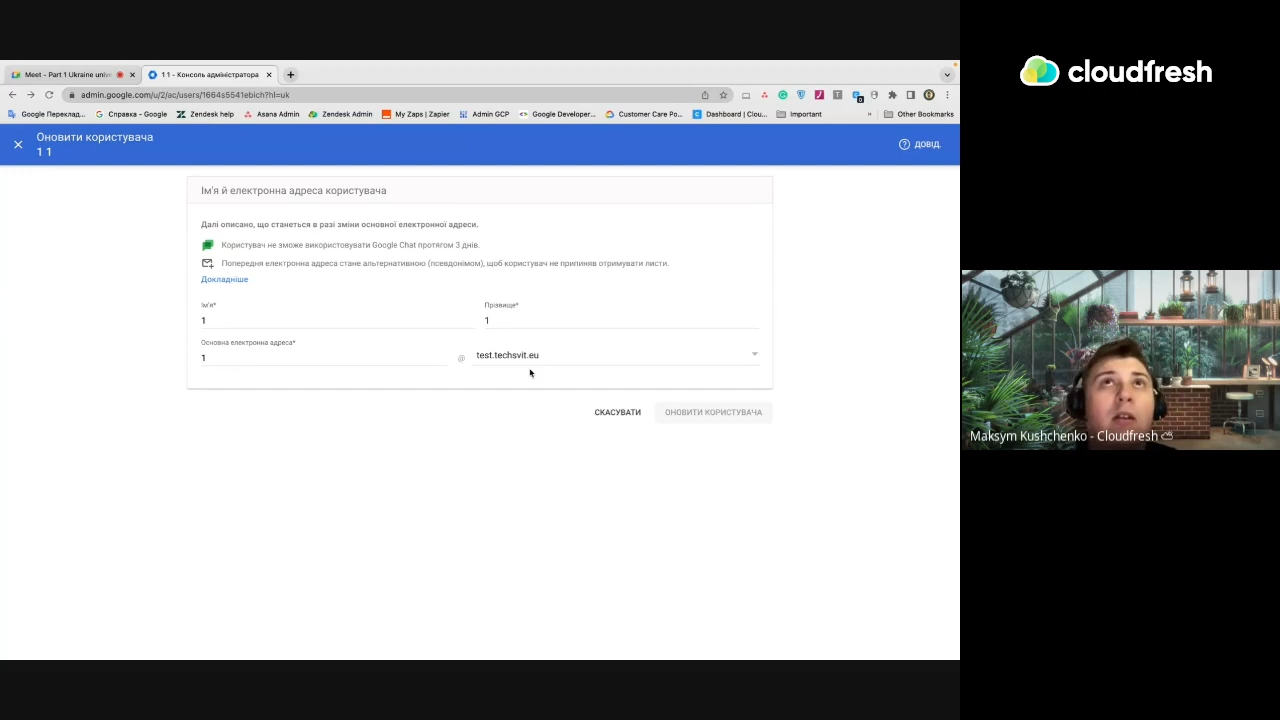 cloudfresh
Meet - Part 1 Ukraine unive
1 1 - Консоль адміністратора
admin.google.com/u/2/ac/users/1664s5541ebich?hl=uk
Google Переклад...
Справка - Google
Zendesk help
Asana Admin
Zendesk Admin
My Zaps | Zapier
Admin GCP
Google Developer...
Customer Care Po...
Dashboard | Clou...
Important
»
Other Bookmarks
Оновити користувача
1 1
ДОВІД.
Ім'я й електронна адреса користувача
Далі описано, що станеться в разі зміни основної електронної адреси.
Користувач не зможе використовувати Google Chat протягом 3 днів.
Попередня електронна адреса стане альтернативною (псевдонімом), щоб користувач не припиняв отримувати листи.
Докладніше
Ім'я*
Прізвище*
1
1
Основна електронна адреса*
1
@
test.techsvit.eu
СКАСУВАТИ
ОНОВИТИ КОРИСТУВАЧА
Maksym Kushchenko - Cloudfresh